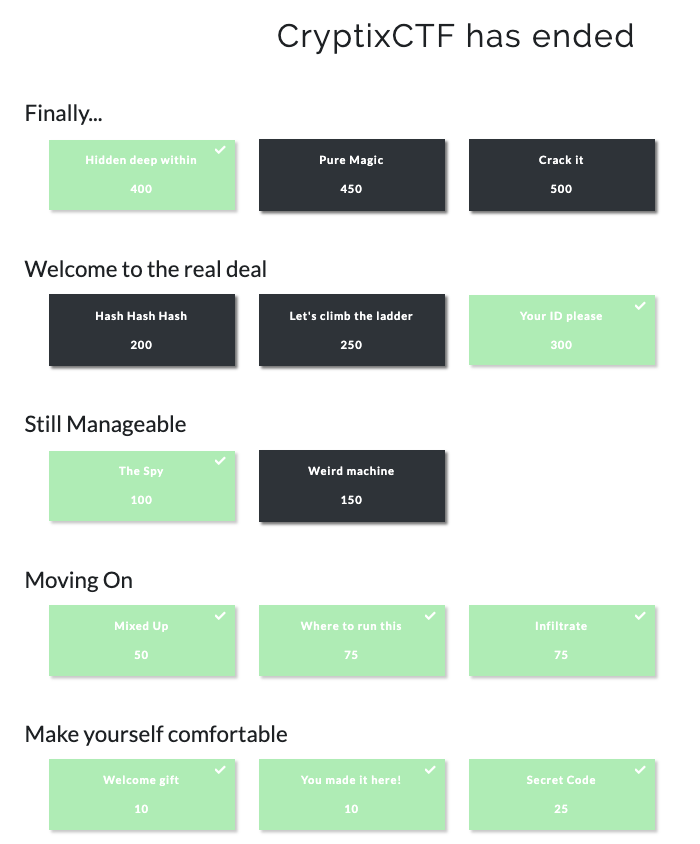 CryptixCTF has ended
Finally...
Hidden deep within
400
Pure Magic
450
Crack it
500
Welcome to the real deal
Hash Hash Hash
200
Let's climb the ladder
250
Your ID please
300
Still Manageable
The Spy
100
Weird machine
150
Moving On
Mixed Up
50
Where to run this
75
Infiltrate
75
Make yourself comfortable
Welcome gift
10
You made it here!
10
Secret Code
25